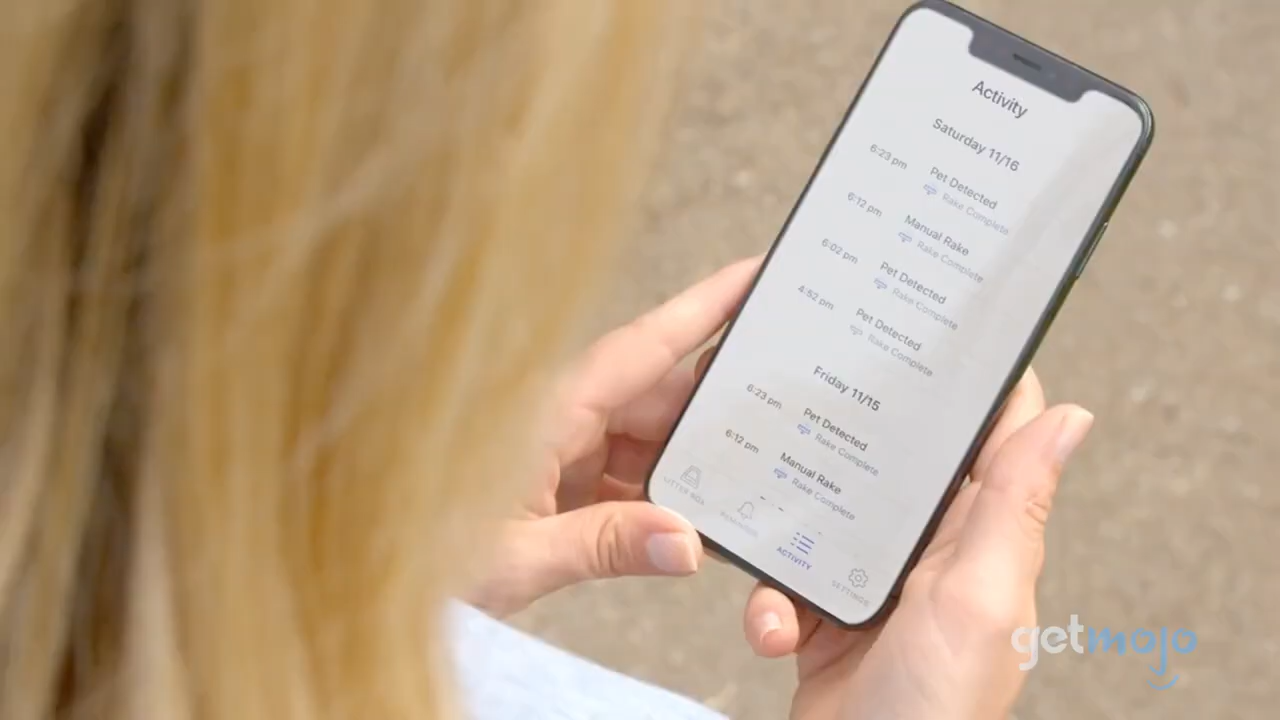 Activity
Saturday 11/16
6:23 pm Pet Detected
Rake Complete
6:12 pm Manual Rake
Rake Complete
6:02 pm Pet Detected
Rake Complete
4:52 pm Pet Detected
Rake Complete
Friday 11/15
6:23 pm Pet Detected
Rake Complete
6:12 pm Manual Rake
Rake Complete
LITTER BOX
ACTIVITY
SETTINGS
getmojo